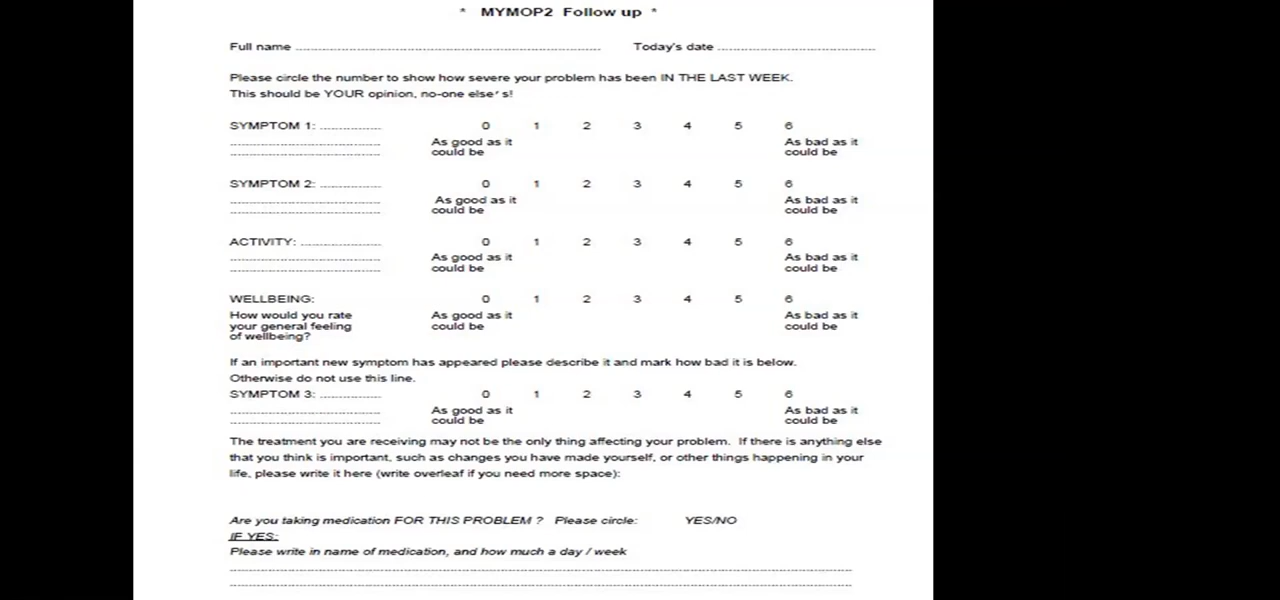 * MYMOP2 Follow up *
Full name ........................................ Today's date ........................................
Please circle the number to show how severe your problem has been IN THE LAST WEEK.
This should be YOUR opinion, no-one else's!
SYMPTOM 1: ................ 0 1 2 3 4 5 6
........................................ As good as it As bad as it
........................................ could be could be
SYMPTOM 2: ................ 0 1 2 3 4 5 6
........................................ As good as it As bad as it
........................................ could be could be
ACTIVITY: ..................... 0 1 2 3 4 5 6
........................................ As good as it As bad as it
........................................ could be could be
WELLBEING: 0 1 2 3 4 5 6
How would you rate As good as it As bad as it
your general feeling could be could be
of wellbeing?
If an important new symptom has appeared please describe it and mark how bad it is below.
Otherwise do not use this line.
SYMPTOM 3: ................ 0 1 2 3 4 5 6
........................................ As good as it As bad as it
........................................ could be could be
The treatment you are receiving may not be the only thing affecting your problem. If there is anything else
that you think is important, such as changes you have made yourself, or other things happening in your
life, please write it here (write overleaf if you need more space):
Are you taking medication FOR THIS PROBLEM ? Please circle: YES/NO
IF YES:
Please write in name of medication, and how much a day / week